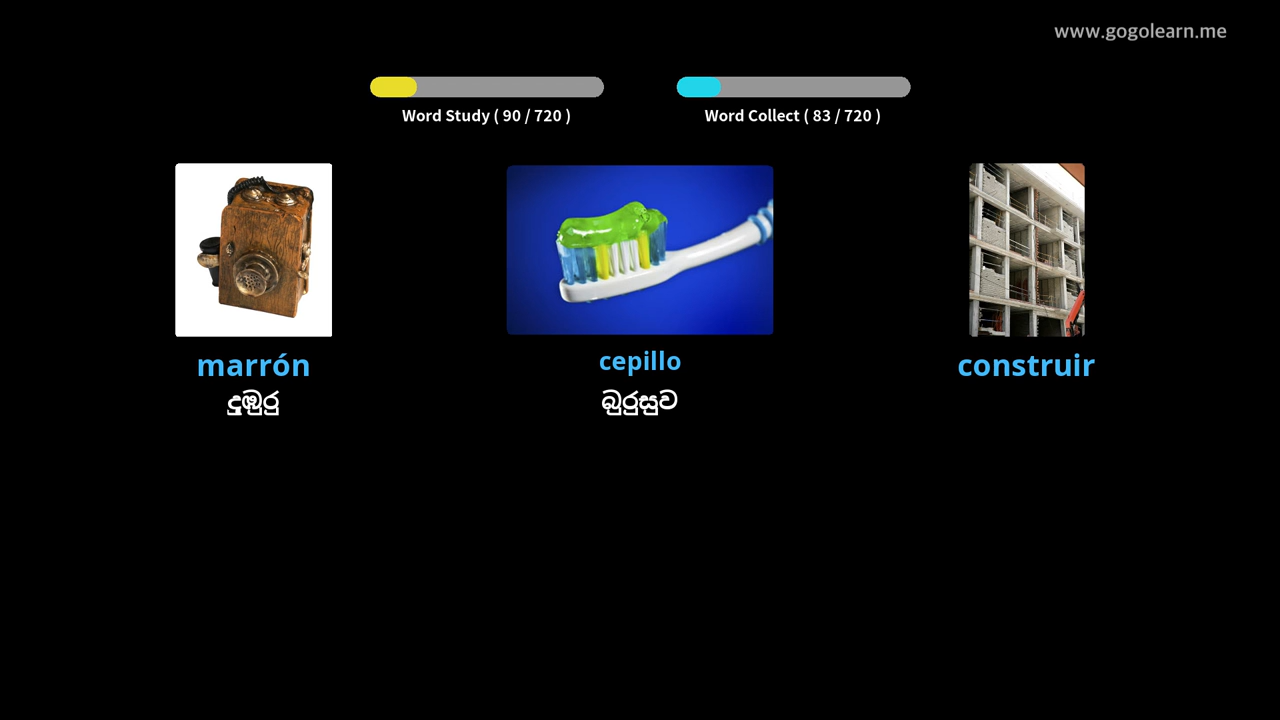 www.gogolearn.me
Word Study ( 90 / 720 )
Word Collect ( 83 / 720 )
marrón
දුඹුරු
cepillo
බුරුසුව
construir